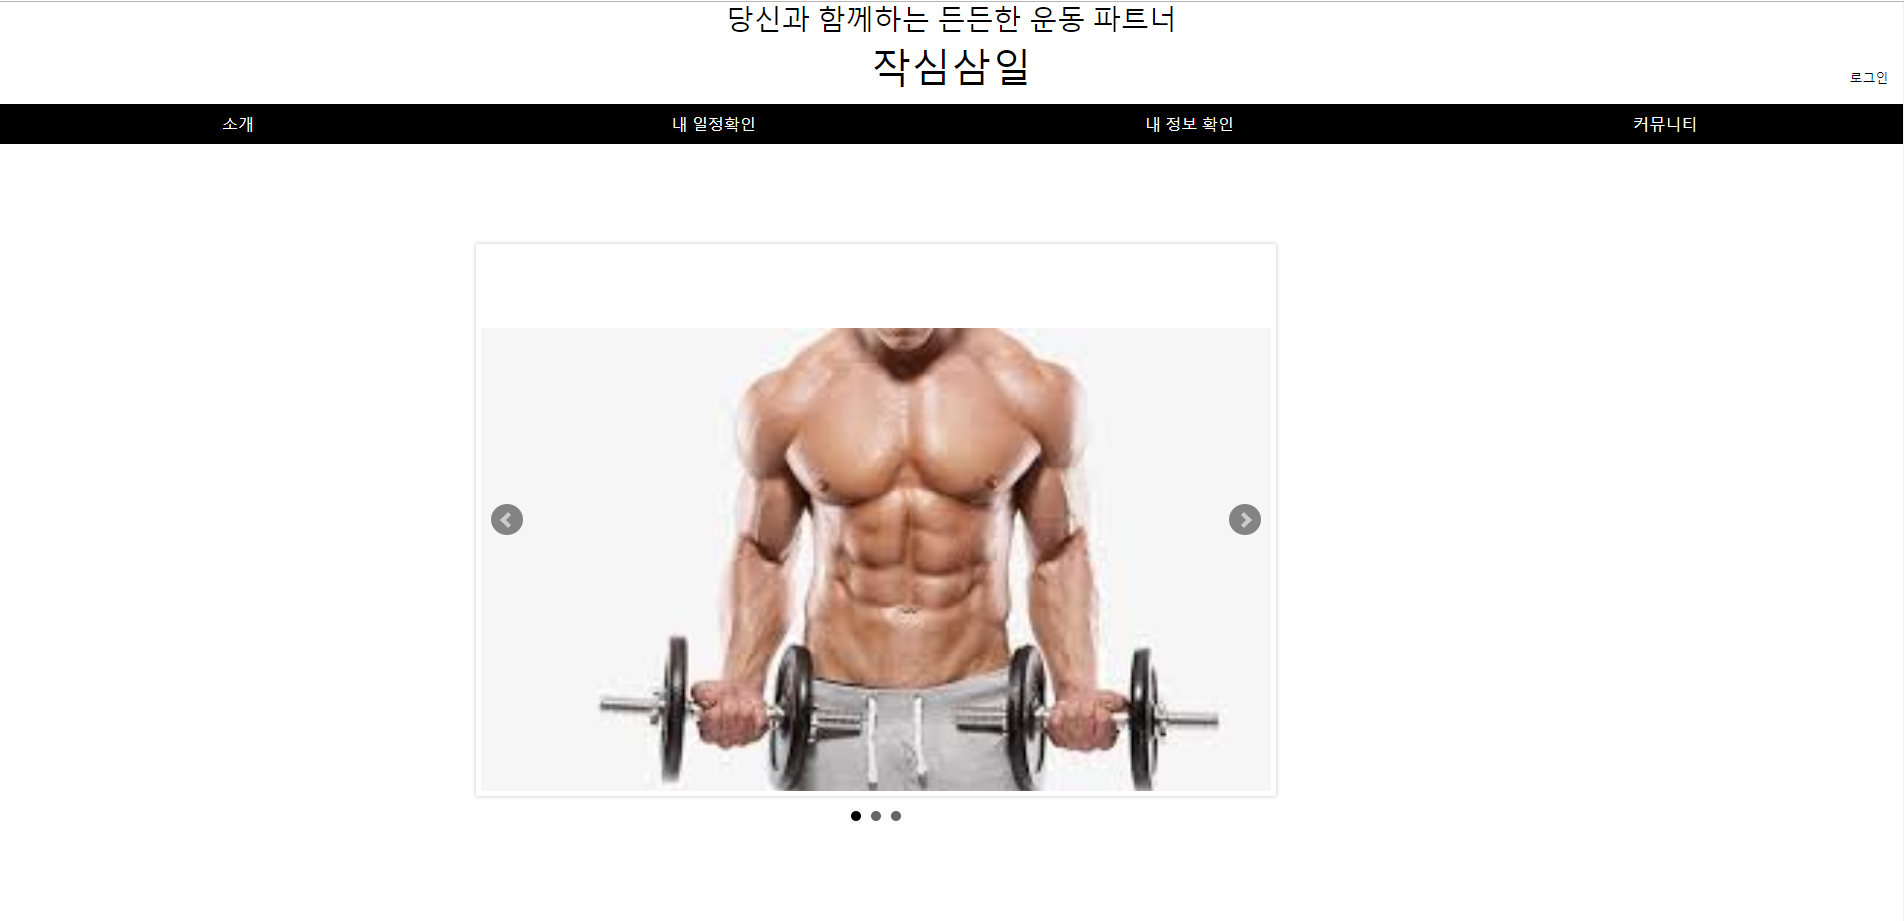 당신과 함께하는 든든한 운동 파트너
작심삼일
로그인
소개 내 일정확인 내 정보 확인 커뮤니티